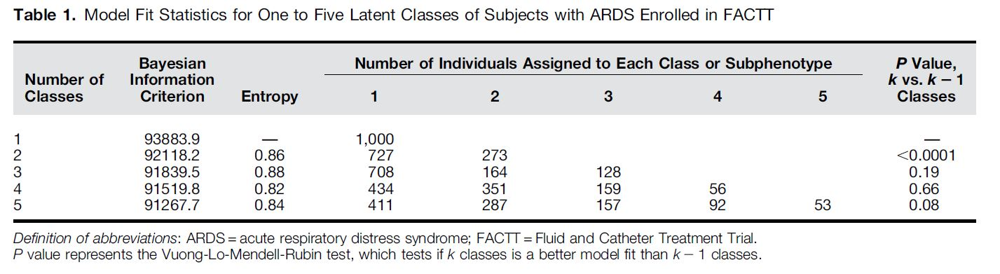 Table 1. Model Fit Statistics for One to Five Latent Classes of Subjects with ARDS Enrolled in FACTT
Number of Classes Bayesian Information Criterion Entropy Number of Individuals Assigned to Each Class or Subphenotype P Value, k vs. k − 1 Classes
1 2 3 4 5
1 93883.9 — 1,000 —
2 92118.2 0.86 727 273 <0.0001
3 91839.5 0.88 708 164 128 0.19
4 91519.8 0.82 434 351 159 56 0.66
5 91267.7 0.84 411 287 157 92 53 0.08
Definition of abbreviations: ARDS = acute respiratory distress syndrome; FACTT = Fluid and Catheter Treatment Trial.
P value represents the Vuong-Lo-Mendell-Rubin test, which tests if k classes is a better model fit than k − 1 classes.